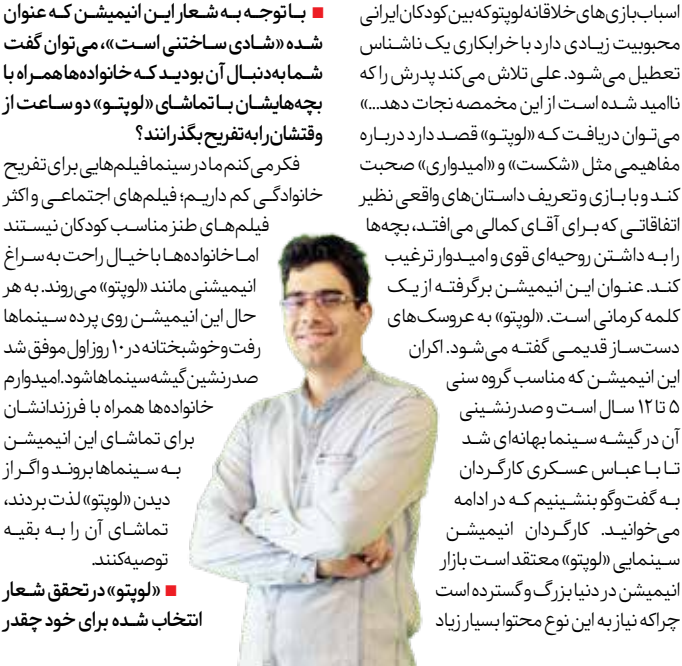 اسباب‌بازی‌های خلاقانه لوپتو که بین کودکان ایرانی
محبوبیت زیادی دارد با خرابکاری یک ناشناس
تعطیل می‌شود. علی تلاش می‌کند پدرش را که
ناامید شده است از این مخمصه نجات دهد...»
می‌توان دریافت که «لوپتو» قصد دارد درباره
مفاهیمی مثل «شکست» و «امیدواری» صحبت
کند و با بازی و تعریف داستان‌های واقعی نظیر
اتفاقاتی که برای آقای کمالی می‌افتد، بچه‌ها
را به داشتن روحیه‌ای قوی و امیدوار ترغیب
کند. عنوان این انیمیشن برگرفته از یک
کلمه کرمانی است. «لوپتو» به عروسک‌های
دست‌ساز قدیمی گفته می‌شود. اکران
این انیمیشن که مناسب گروه سنی
۵ تا ۱۲ سال است و صدرنشینی
آن در گیشه سینما بهانه‌ای شد
تا با عباس عسکری کارگردان
به گفت‌وگو بنشینیم که در ادامه
می‌خوانید. کارگردان انیمیشن
سینمایی «لوپتو» معتقد است بازار
انیمیشن در دنیا بزرگ و گسترده است
چراکه نیاز به این نوع محتوا بسیار زیاد
با توجه به شعار این انیمیشن که عنوان
شده «شادی ساختنی است»، می‌توان گفت
شما به‌دنبال آن بودید که خانواده‌ها همراه با
بچه‌هایشان با تماشای «لوپتو» دو ساعت از
وقتشان را به تفریح بگذرانند؟
فکر می‌کنم ما در سینما فیلم‌هایی برای تفریح
خانوادگی کم داریم؛ فیلم‌های اجتماعی و اکثر
فیلم‌های طنز مناسب کودکان نیستند
اما خانواده‌ها با خیال راحت به سراغ
انیمیشنی مانند «لوپتو» می‌روند. به هر
حال این انیمیشن روی پرده سینماها
رفت و خوشبختانه در ۱۰ روز اول موفق شد
صدرنشین گیشه سینماها شود. امیدوارم
خانواده‌ها همراه با فرزندانشان
برای تماشای این انیمیشن
به سینماها بروند و اگر از
دیدن «لوپتو» لذت بردند،
تماشای آن را به بقیه
توصیه کنند.
«لوپتو» در تحقق شعار
انتخاب شده برای خود چقدر